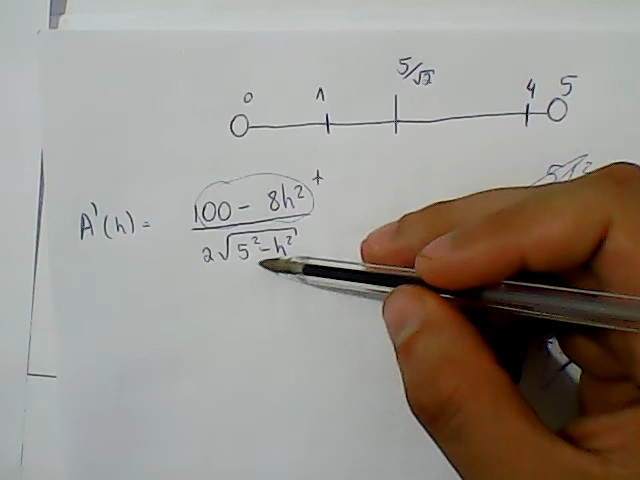 0 1 5/√2 4 5
A'(h) = (100 - 8h²)/(2√(5² - h²)) +